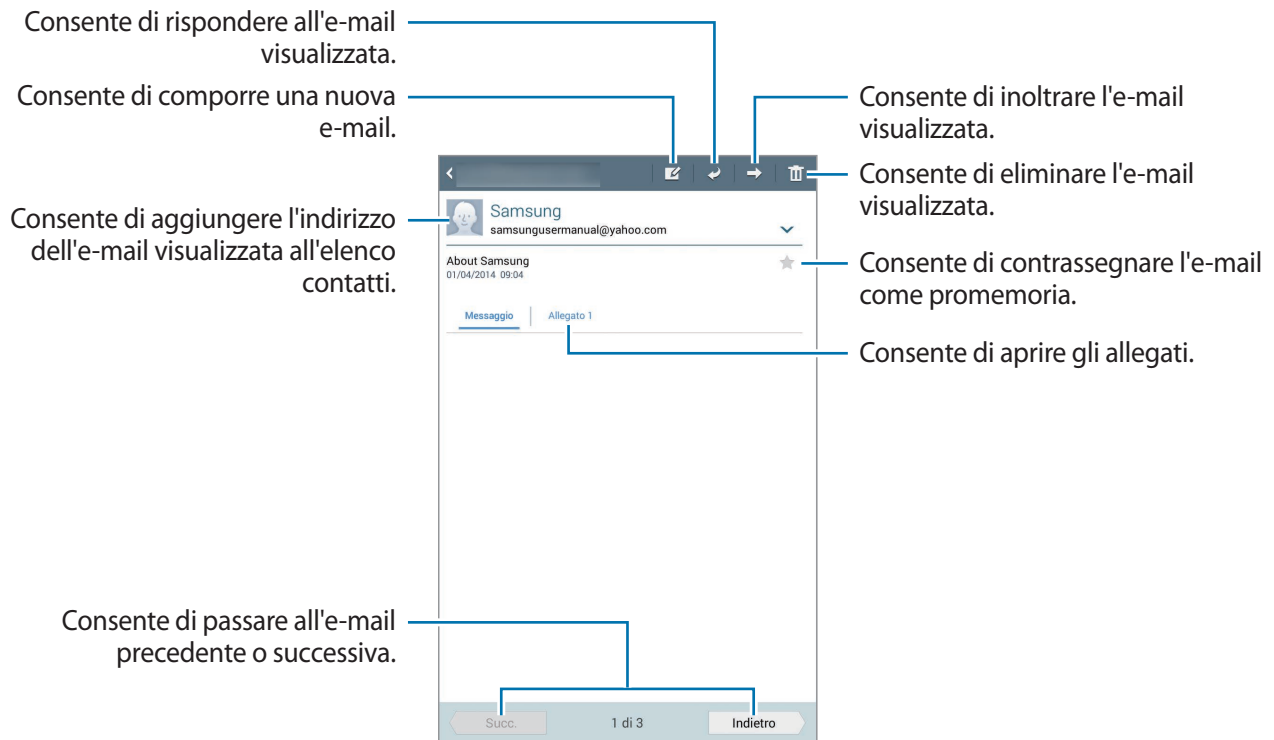 Consente di rispondere all'e-mail
visualizzata.
Consente di comporre una nuova
e-mail.
Consente di aggiungere l'indirizzo
dell'e-mail visualizzata all'elenco
contatti.
Consente di passare all'e-mail
precedente o successiva.
Samsung
samsungusermanual@yahoo.com
About Samsung
01/04/2014 09:04
Messaggio Allegato 1
Succ. 1 di 3 Indietro
Consente di inoltrare l'e-mail
visualizzata.
Consente di eliminare l'e-mail
visualizzata.
Consente di contrassegnare l'e-mail
come promemoria.
Consente di aprire gli allegati.